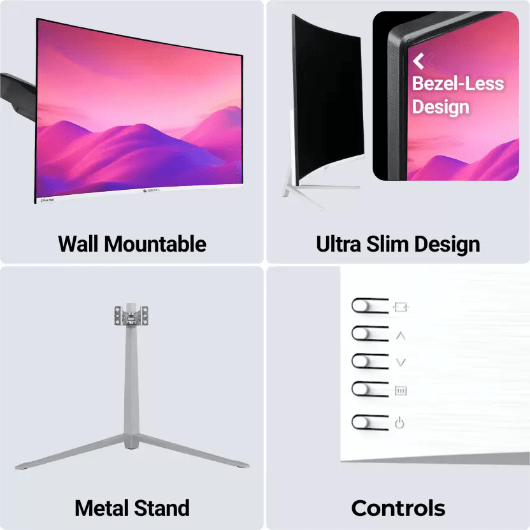 Wall Mountable
Bezel-Less
Design
Ultra Slim Design
Metal Stand
Controls